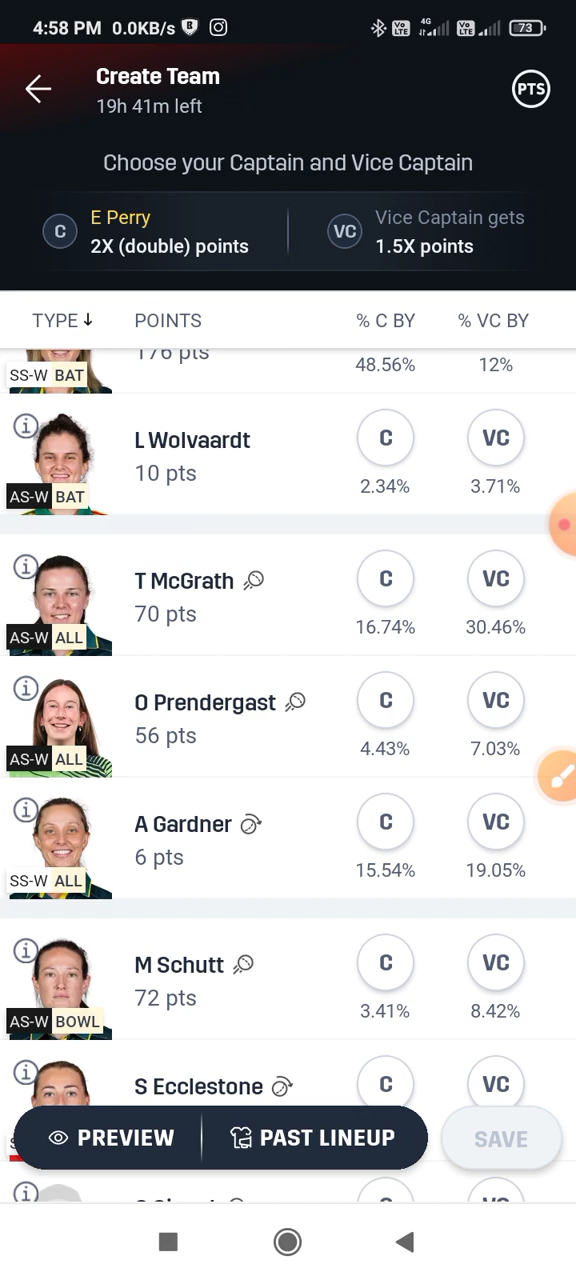 4:58 PM 0.0KB/s
Vo LTE 4G Vo LTE 73
Create Team
19h 41m left
PTS
Choose your Captain and Vice Captain
C E Perry
2X (double) points
VC Vice Captain gets
1.5X points
TYPE↓ POINTS % C BY % VC BY
176 pts
48.56% 12%
SS-W BAT
L Wolvaardt C VC
10 pts
2.34% 3.71%
AS-W BAT
T McGrath C VC
70 pts
16.74% 30.46%
AS-W ALL
O Prendergast C VC
56 pts
4.43% 7.03%
AS-W ALL
A Gardner C VC
6 pts
15.54% 19.05%
SS-W ALL
M Schutt C VC
72 pts
3.41% 8.42%
AS-W BOWL
S Ecclestone C VC
PREVIEW PAST LINEUP SAVE